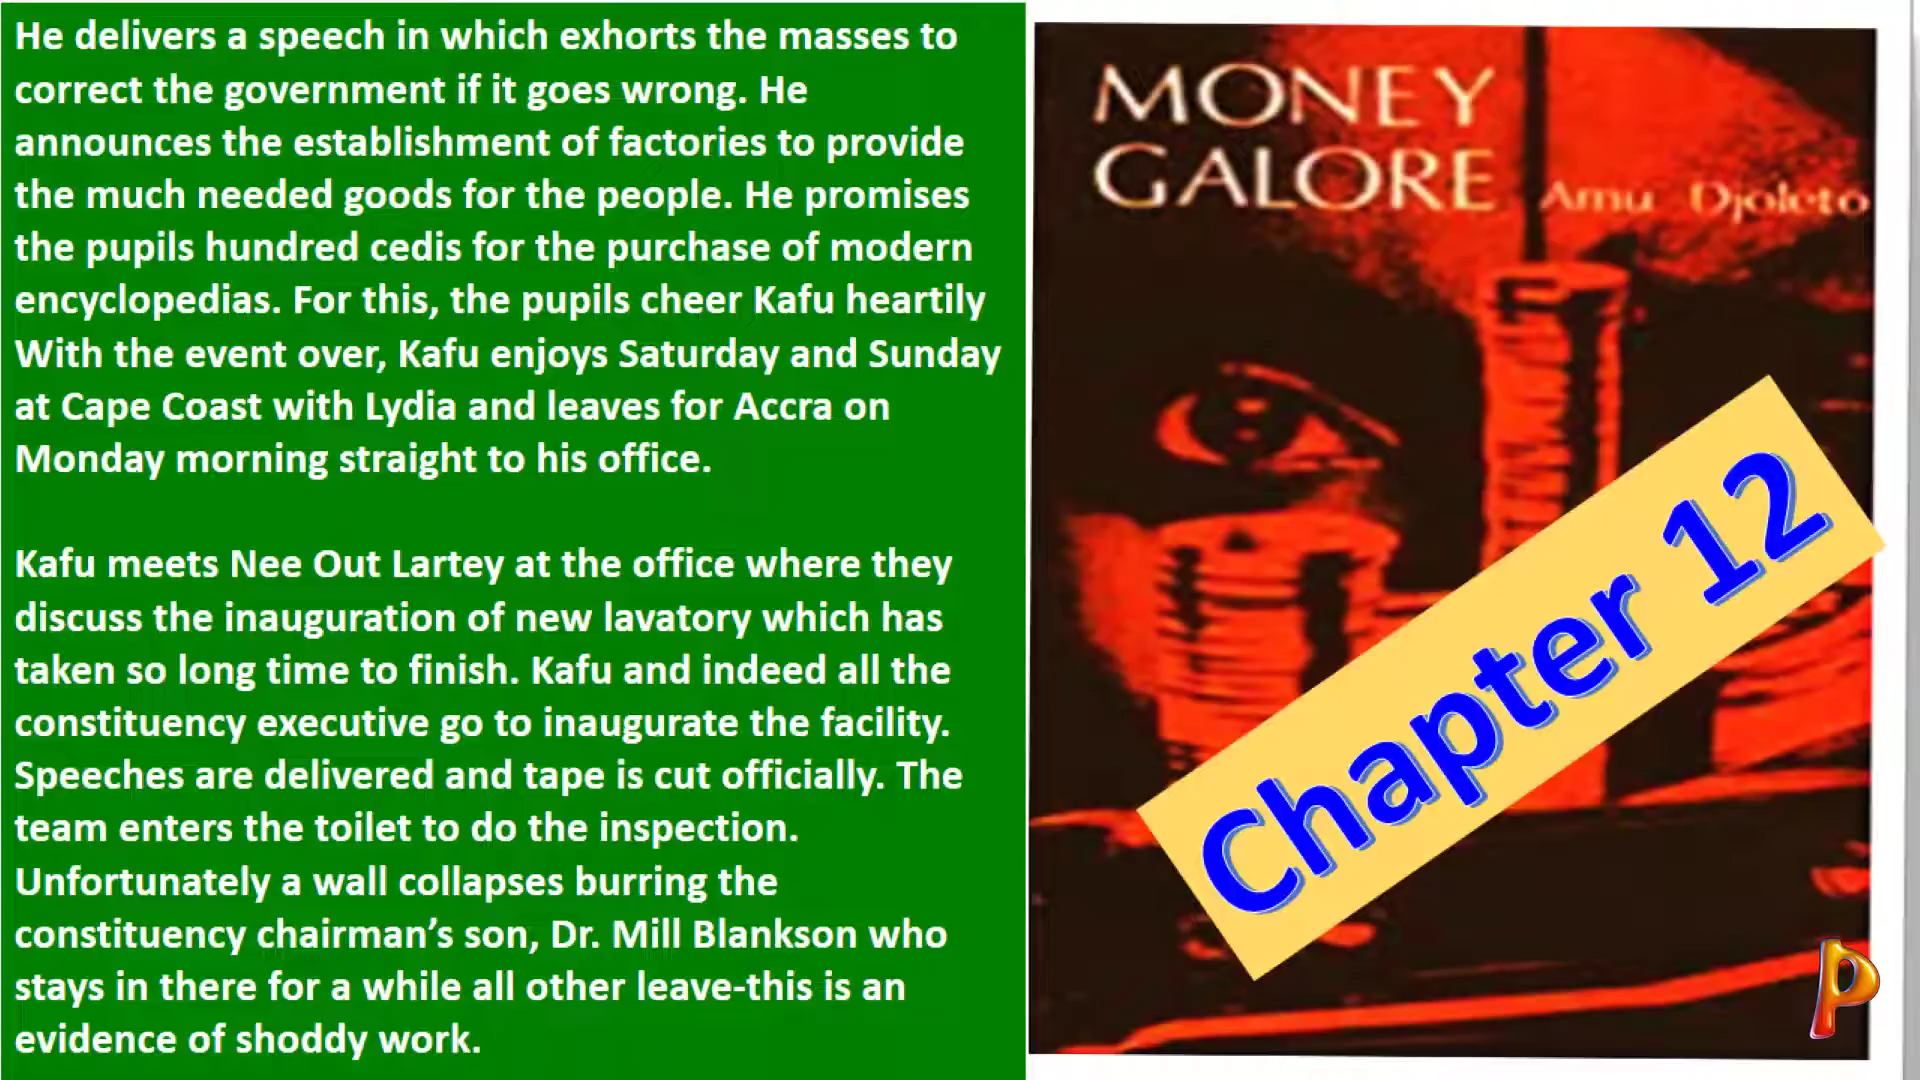 He delivers a speech in which exhorts the masses to
correct the government if it goes wrong. He
announces the establishment of factories to provide
the much needed goods for the people. He promises
the pupils hundred cedis for the purchase of modern
encyclopedias. For this, the pupils cheer Kafu heartily
With the event over, Kafu enjoys Saturday and Sunday
at Cape Coast with Lydia and leaves for Accra on
Monday morning straight to his office.
Kafu meets Nee Out Lartey at the office where they
discuss the inauguration of new lavatory which has
taken so long time to finish. Kafu and indeed all the
constituency executive go to inaugurate the facility.
Speeches are delivered and tape is cut officially. The
team enters the toilet to do the inspection.
Unfortunately a wall collapses burring the
constituency chairman’s son, Dr. Mill Blankson who
stays in there for a while all other leave-this is an
evidence of shoddy work.
MONEY
GALORE Amu Djoleto
Chapter 12
P